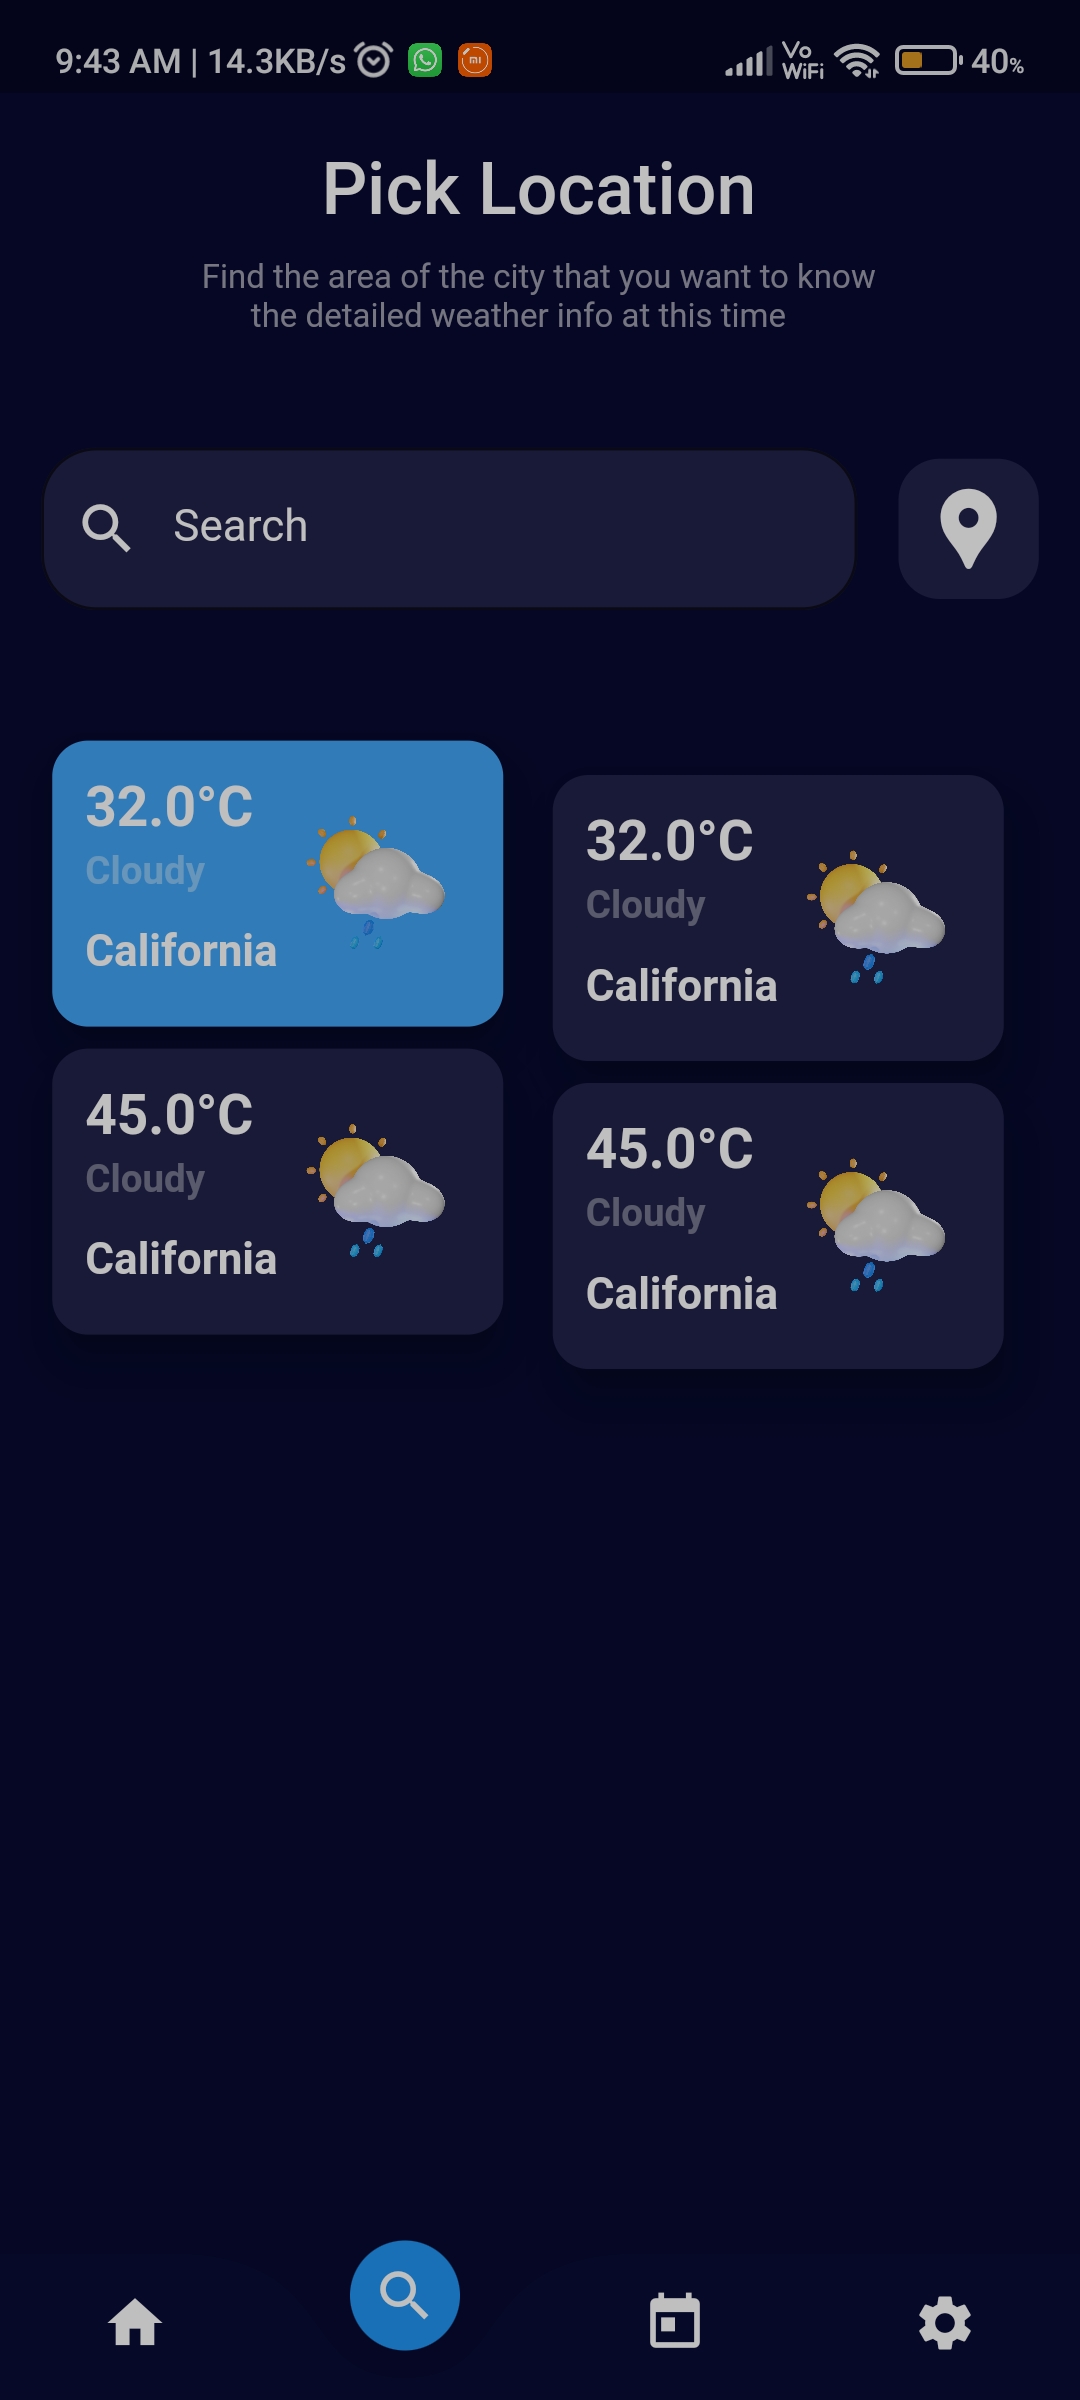 9:43 AM | 14.3KB/s
Vo
WiFi
40%
Pick Location
Find the area of the city that you want to know
the detailed weather info at this time
Search
32.0°C
Cloudy
California
32.0°C
Cloudy
California
45.0°C
Cloudy
California
45.0°C
Cloudy
California